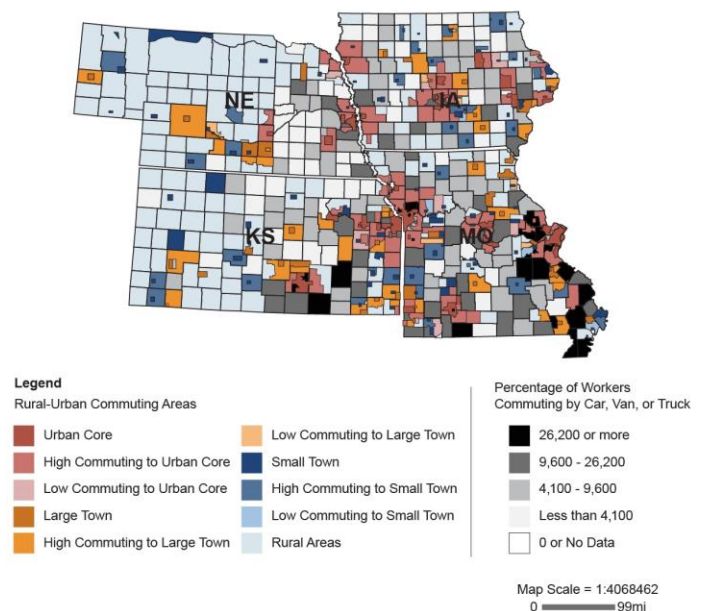 NE
IA
KS
MO
Legend
Rural-Urban Commuting Areas
Urban Core
High Commuting to Urban Core
Low Commuting to Urban Core
Large Town
High Commuting to Large Town
Low Commuting to Large Town
Small Town
High Commuting to Small Town
Low Commuting to Small Town
Rural Areas
Percentage of Workers
Commuting by Car, Van, or Truck
26,200 or more
9,600 - 26,200
4,100 - 9,600
Less than 4,100
0 or No Data
Map Scale = 1:4068462
0 99mi